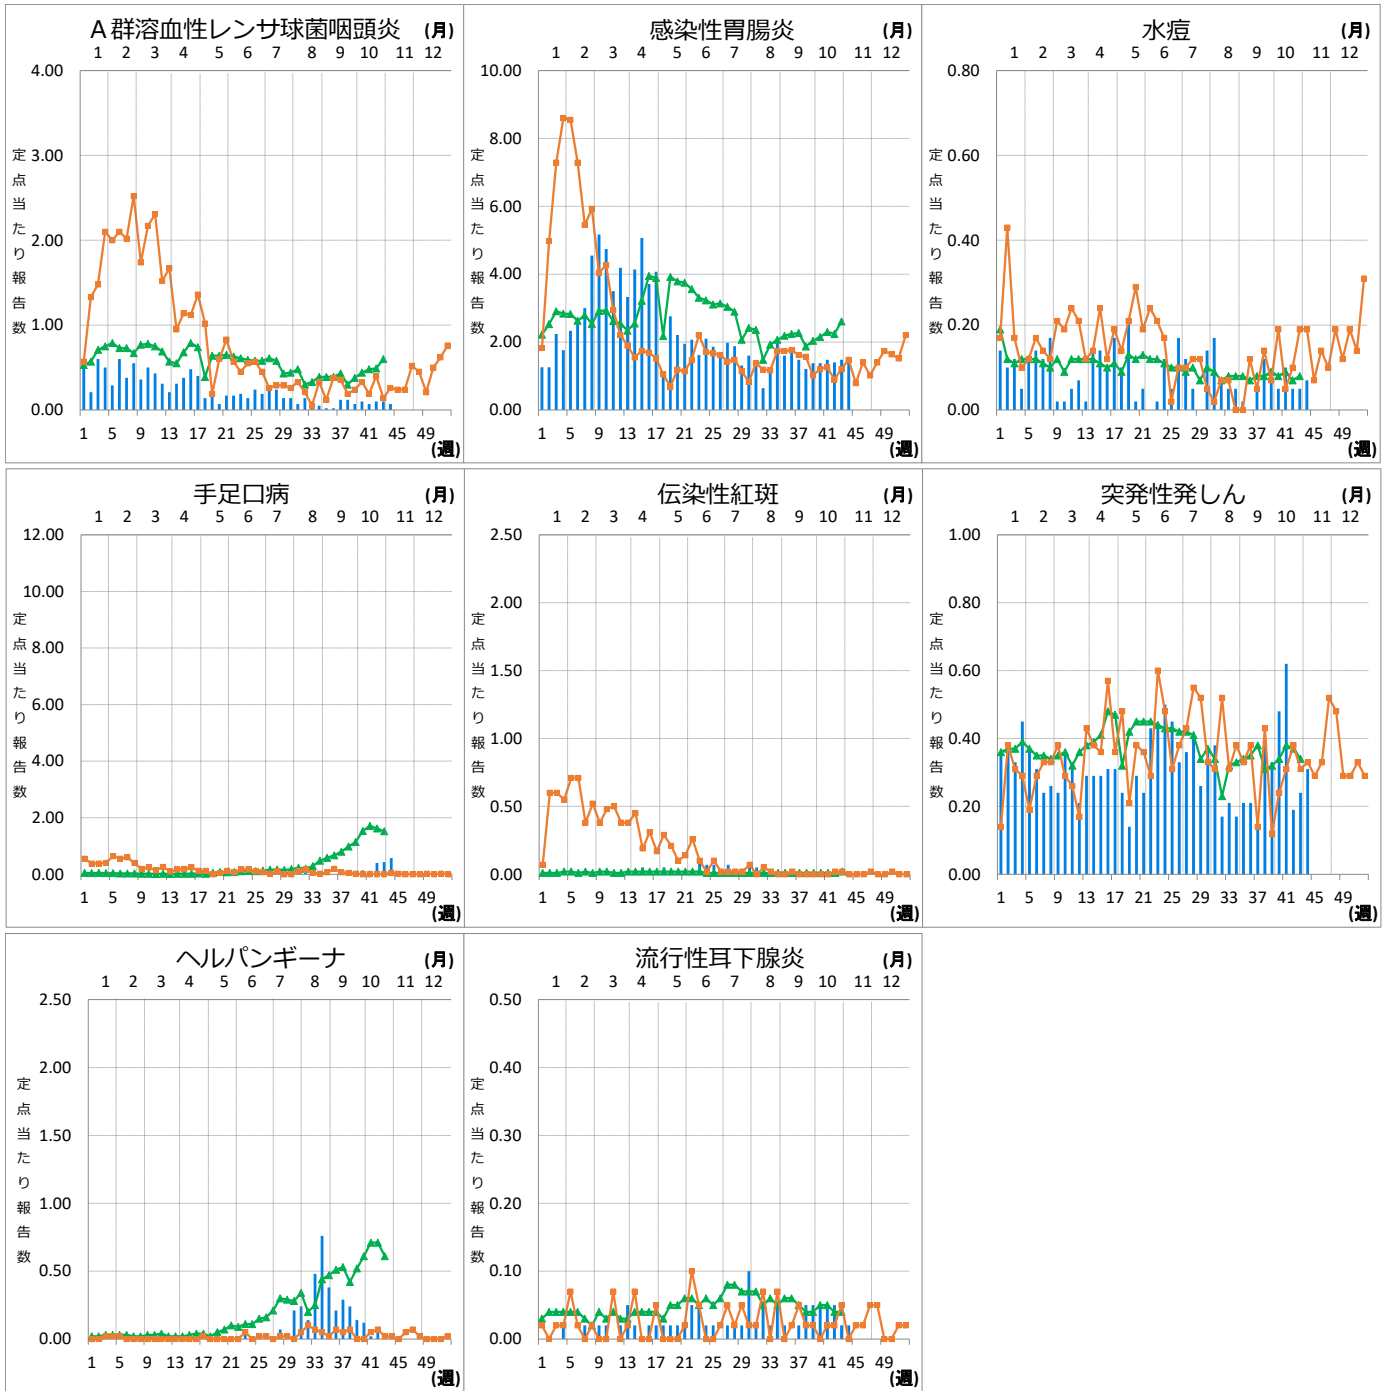 A群溶血性レンサ球菌咽頭炎 (月)
1 2 3 4 5 6 7 8 9 10 11 12
4.00
3.00
2.00
1.00
0.00
定点当たり報告数
1 5 9 13 17 21 25 29 33 37 41 45 49
(週)
感染性胃腸炎 (月)
1 2 3 4 5 6 7 8 9 10 11 12
10.00
8.00
6.00
4.00
2.00
0.00
定点当たり報告数
1 5 9 13 17 21 25 29 33 37 41 45 49
(週)
水痘 (月)
1 2 3 4 5 6 7 8 9 10 11 12
0.80
0.60
0.40
0.20
0.00
定点当たり報告数
1 5 9 13 17 21 25 29 33 37 41 45 49
(週)
手足口病 (月)
1 2 3 4 5 6 7 8 9 10 11 12
12.00
10.00
8.00
6.00
4.00
2.00
0.00
定点当たり報告数
1 5 9 13 17 21 25 29 33 37 41 45 49
(週)
伝染性紅斑 (月)
1 2 3 4 5 6 7 8 9 10 11 12
2.50
2.00
1.50
1.00
0.50
0.00
定点当たり報告数
1 5 9 13 17 21 25 29 33 37 41 45 49
(週)
突発性発しん (月)
1 2 3 4 5 6 7 8 9 10 11 12
1.00
0.80
0.60
0.40
0.20
0.00
定点当たり報告数
1 5 9 13 17 21 25 29 33 37 41 45 49
(週)
ヘルパンギーナ (月)
1 2 3 4 5 6 7 8 9 10 11 12
2.50
2.00
1.50
1.00
0.50
0.00
定点当たり報告数
1 5 9 13 17 21 25 29 33 37 41 45 49
(週)
流行性耳下腺炎 (月)
1 2 3 4 5 6 7 8 9 10 11 12
0.50
0.40
0.30
0.20
0.10
0.00
定点当たり報告数
1 5 9 13 17 21 25 29 33 37 41 45 49
(週)